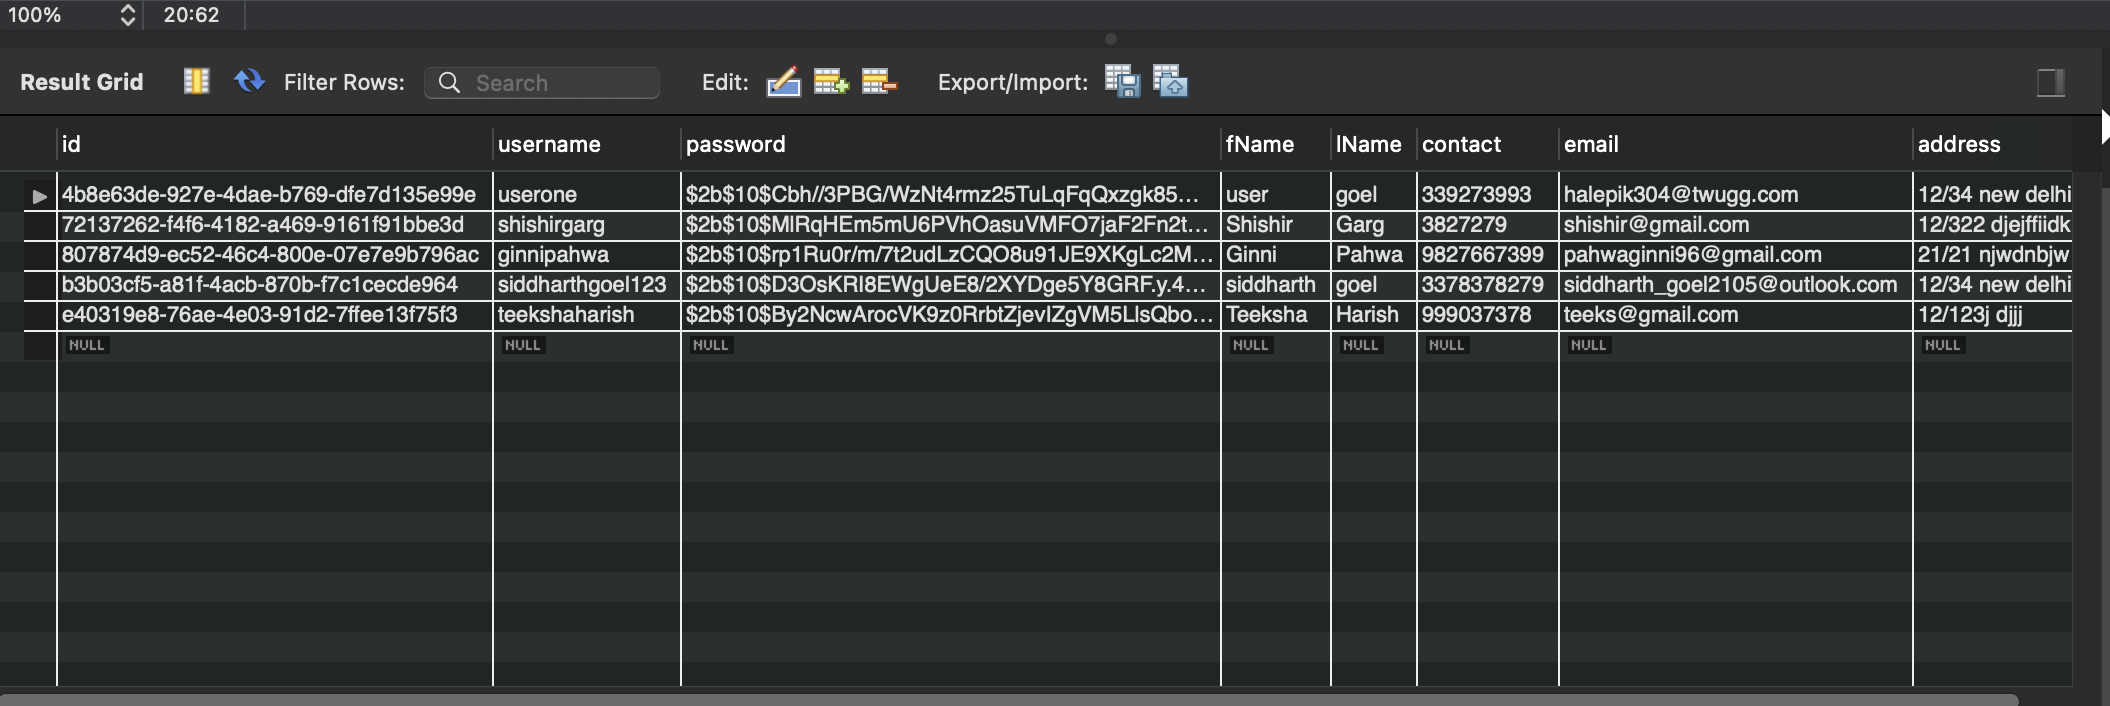 100% 20:62
Result Grid Filter Rows: Search Edit: Export/Import:
id username password fName lName contact email address
4b8e63de-927e-4dae-b769-dfe7d135e99e userone $2b$10$Cbh//3PBG/WzNt4rmz25TuLqFqQxzgk85... user goel 339273993 halepik304@twugg.com 12/34 new delhi
72137262-f4f6-4182-a469-9161f91bbe3d shishirgarg $2b$10$MlRqHEm5mU6PVhOasuVMFO7jaF2Fn2t... Shishir Garg 3827279 shishir@gmail.com 12/322 djejffiidk
807874d9-ec52-46c4-800e-07e7e9b796ac ginnipahwa $2b$10$rp1Ru0r/m/7t2udLzCQO8u91JE9XKgLc2M... Ginni Pahwa 9827667399 pahwaginni96@gmail.com 21/21 njwdnbjw
b3b03cf5-a81f-4acb-870b-f7c1cecde964 siddharthgoel123 $2b$10$D3OsKRI8EWgUeE8/2XYDge5Y8GRF.y.4... siddharth goel 3378378279 siddharth_goel2105@outlook.com 12/34 new delhi
e40319e8-76ae-4e03-91d2-7ffee13f75f3 teekshaharish $2b$10$By2NcwArocVK9z0RrbtZjevIZgVM5LlsQbo... Teeksha Harish 999037378 teeks@gmail.com 12/123j djjj
NULL NULL NULL NULL NULL NULL NULL NULL